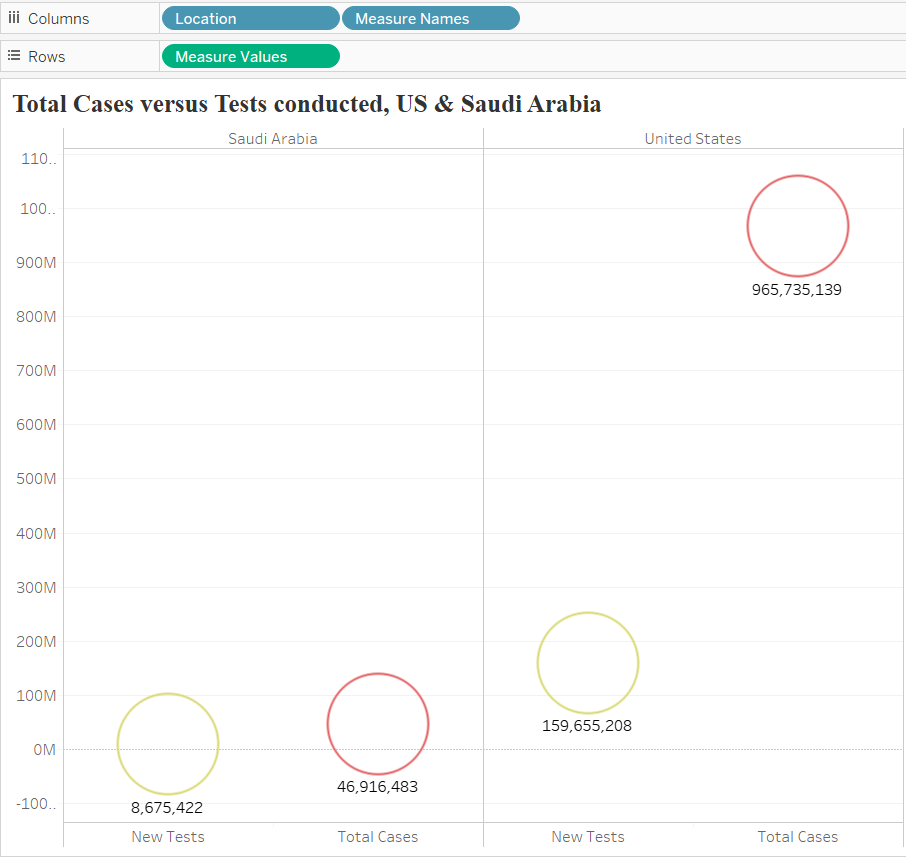 Columns Location Measure Names
Rows Measure Values
Total Cases versus Tests conducted, US & Saudi Arabia
Saudi Arabia United States
110..
100..
900M
965,735,139
800M
700M
600M
500M
400M
300M
200M
100M
159,655,208
0M
46,916,483
-100..
8,675,422
New Tests Total Cases New Tests Total Cases